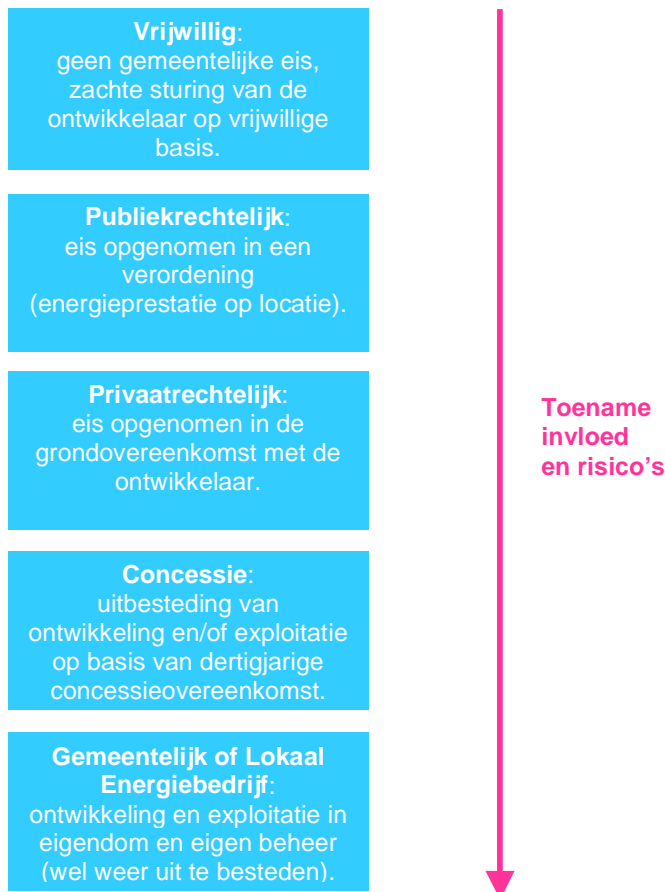 Vrijwillig:
geen gemeentelijke eis,
zachte sturing van de
ontwikkelaar op vrijwillige
basis.
Publiekrechtelijk:
eis opgenomen in een
verordening
(energieprestatie op locatie).
Privaatrechtelijk:
eis opgenomen in de
grondovereenkomst met de
ontwikkelaar.
Toename
invloed
en risico’s
Concessie:
uitbesteding van
ontwikkeling en/of exploitatie
op basis van dertigjarige
concessieovereenkomst.
Gemeentelijk of Lokaal
Energiebedrijf:
ontwikkeling en exploitatie in
eigendom en eigen beheer
(wel weer uit te besteden).